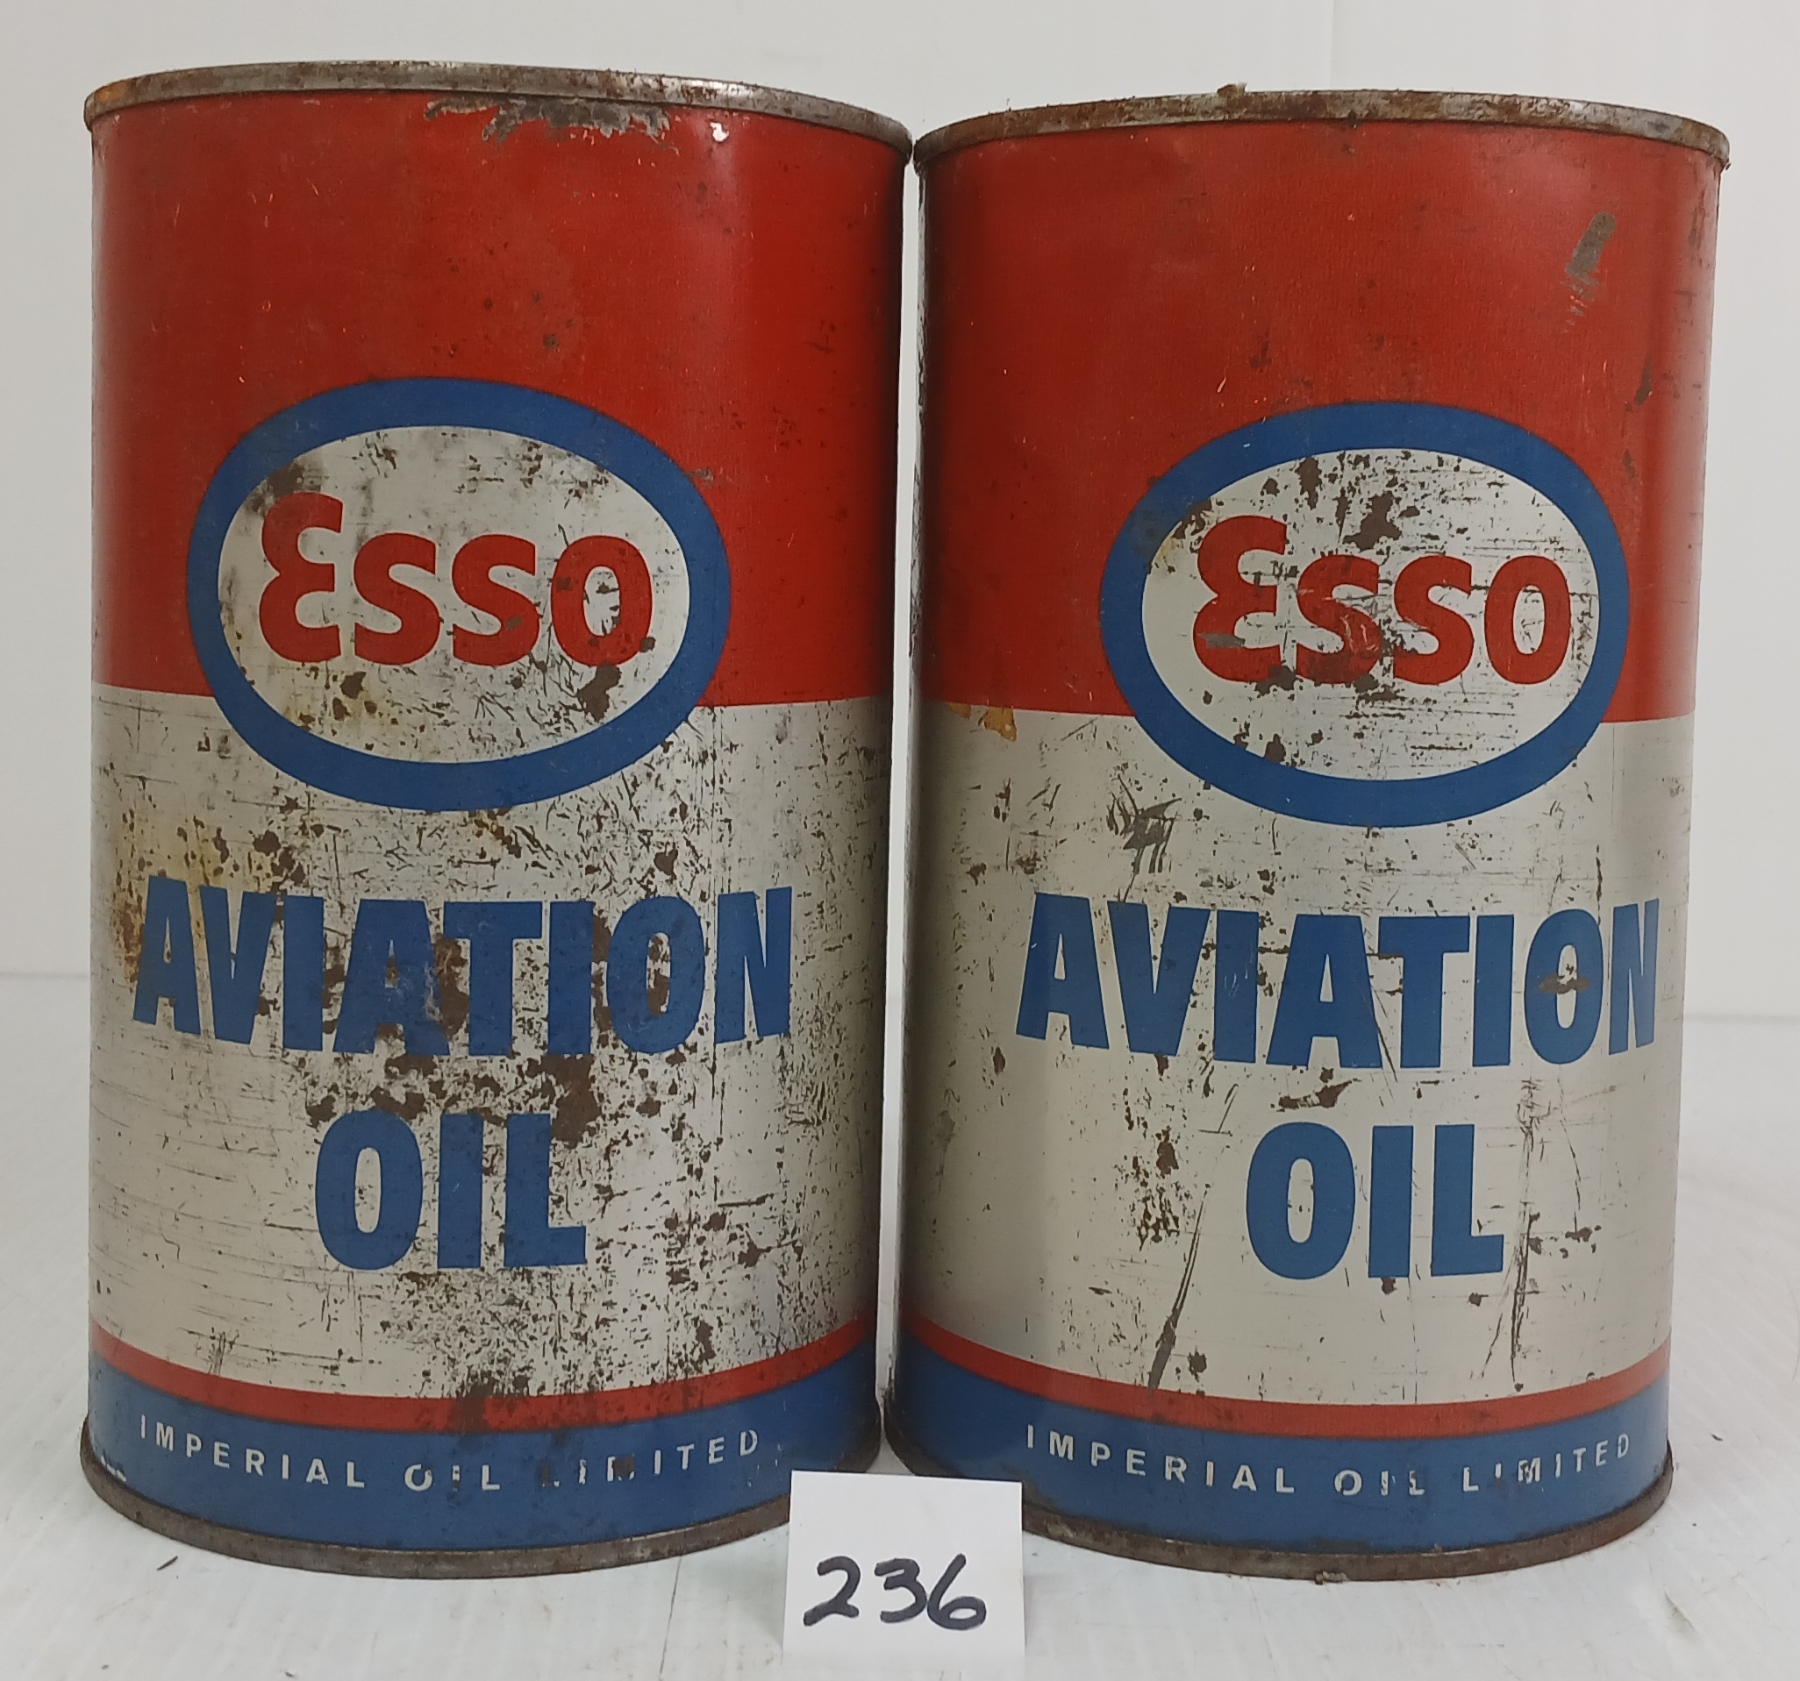 Esso
AVIATION
OIL
IMPERIAL OIL LIMITED
Esso
AVIATION
OIL
IMPERIAL OIL LIMITED
236